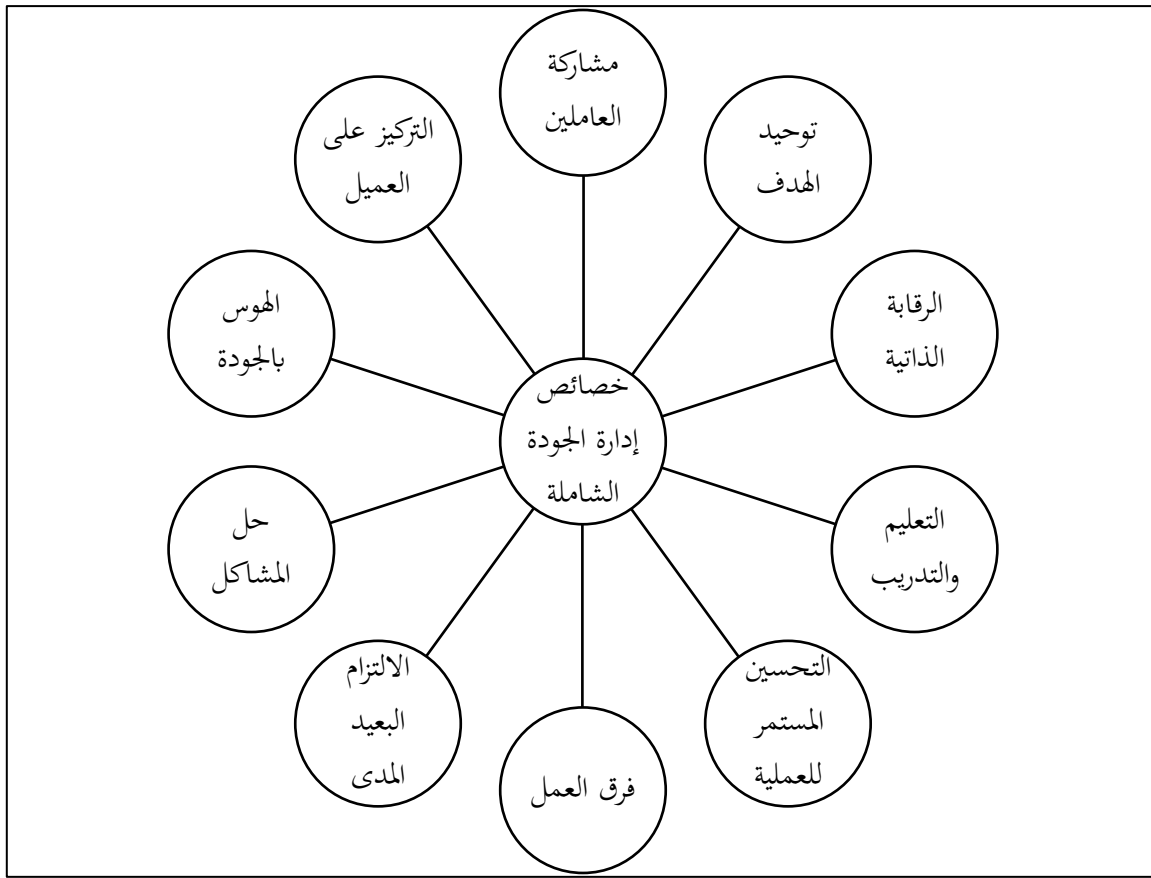 مشاركة
العاملين
توحيد
الهدف
الرقابة
الذاتية
التعليم
والتدريب
التحسين
المستمر
للعملية
فرق العمل
الالتزام
البعيد
المدى
حل
المشاكل
الهوس
بالجودة
التركيز على
العميل
خصائص
إدارة الجودة
الشاملة